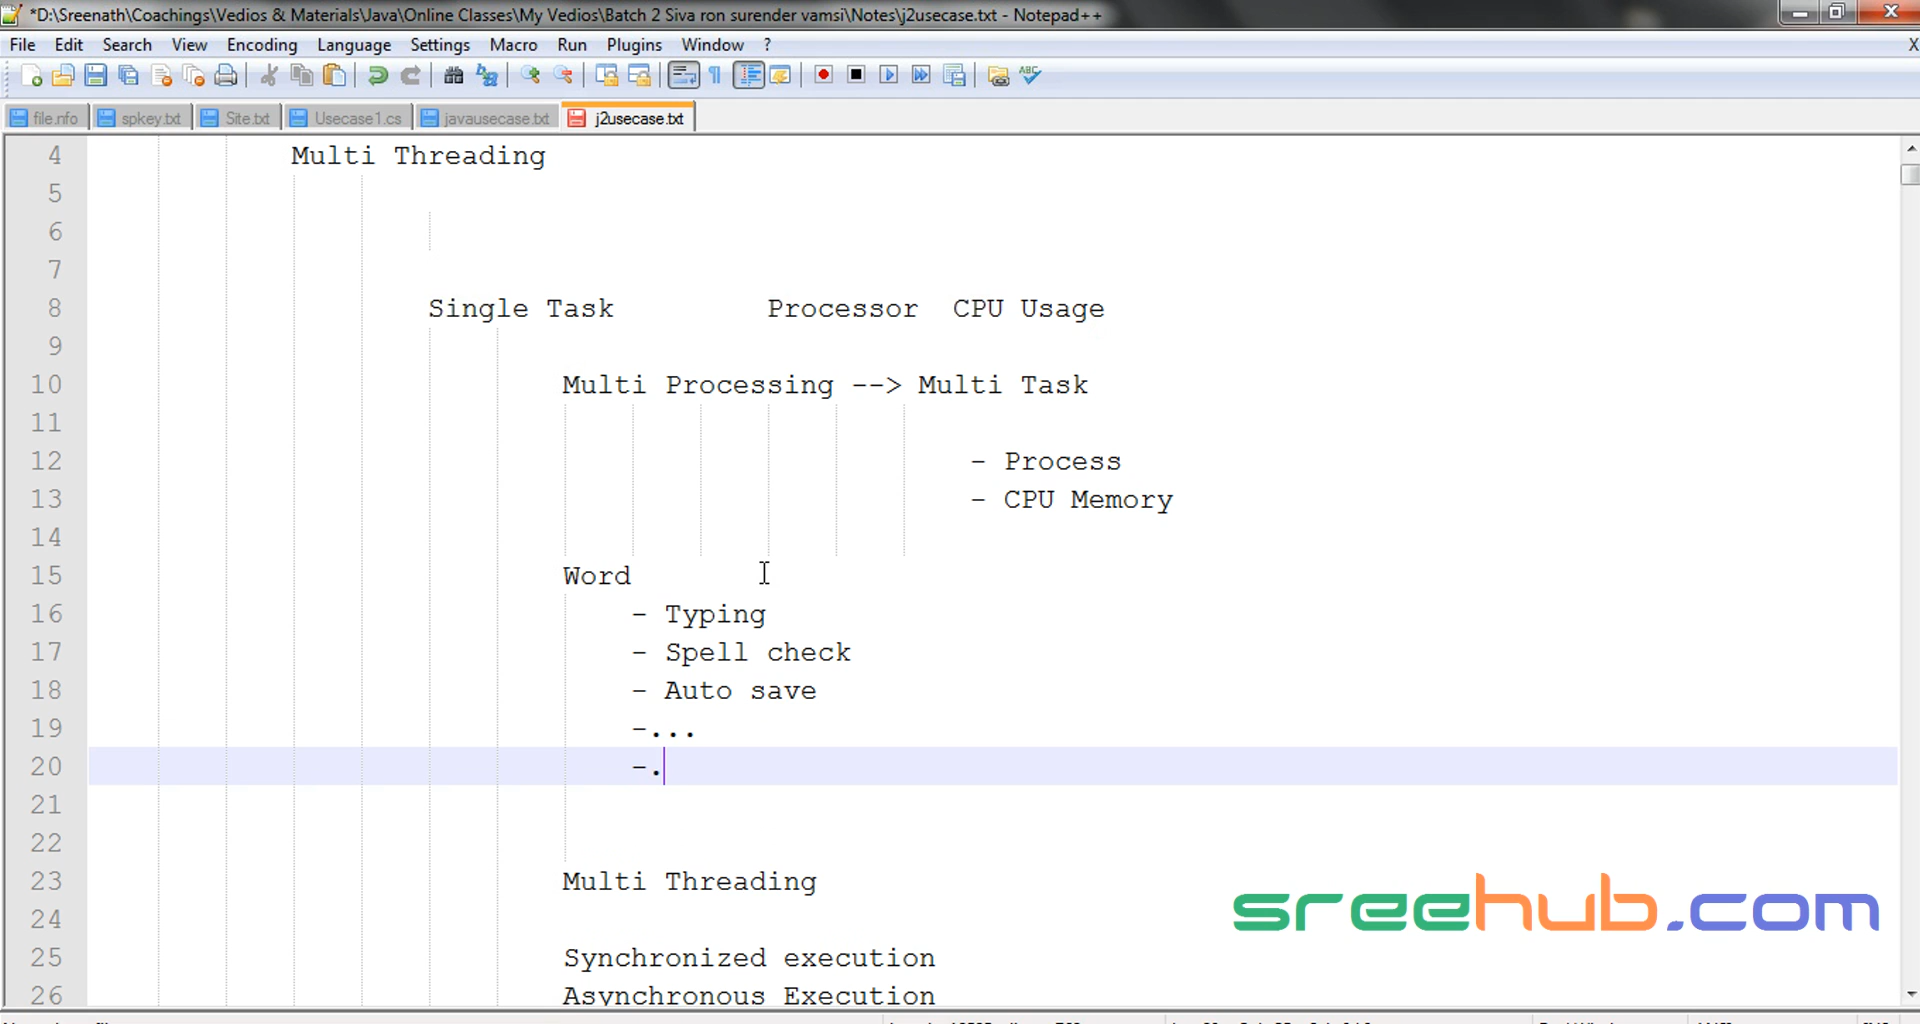 *D:\Sreenath\Coachings\Vedios & Materials\Java\Online Classes\My Vedios\Batch 2 Siva ron surender vamsi\Notes\j2usecase.txt - Notepad++
File Edit Search View Encoding Language Settings Macro Run Plugins Window ? X
file.nfo spkey.txt Site.txt Usecase1.cs javausecase.txt j2usecase.txt
4 Multi Threading
5
6
7
8 Single Task Processor CPU Usage
9
10 Multi Processing --> Multi Task
11
12 - Process
13 - CPU Memory
14
15 Word
16 - Typing
17 - Spell check
18 - Auto save
19 -...
20 -.
21
22
23 Multi Threading
24
25 Synchronized execution
26 Asynchronous Execution
sreehub.com